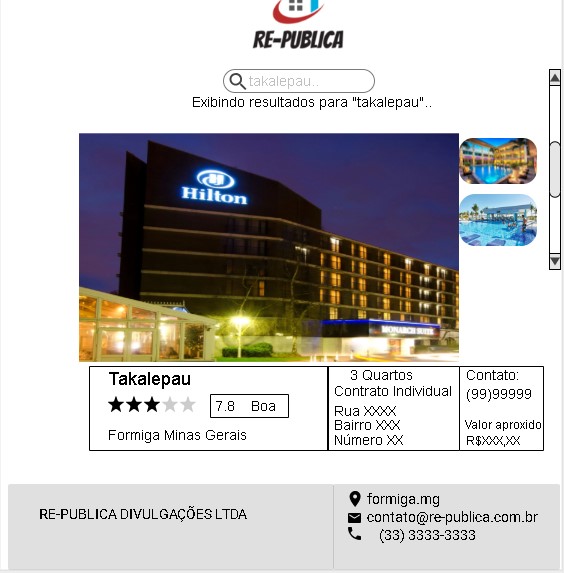 RE-PUBLICA
takalepau..
Exibindo resultados para "takalepau"..
Hilton
MONARCH SUITE
Takalepau
7.8 Boa
Formiga Minas Gerais
3 Quartos
Contrato Individual
Rua XXXX
Bairro XXX
Número XX
Contato:
(99)99999
Valor aproxido
R$XXX,XX
RE-PUBLICA DIVULGAÇÕES LTDA
formiga.mg
contato@re-publica.com.br
(33) 3333-3333